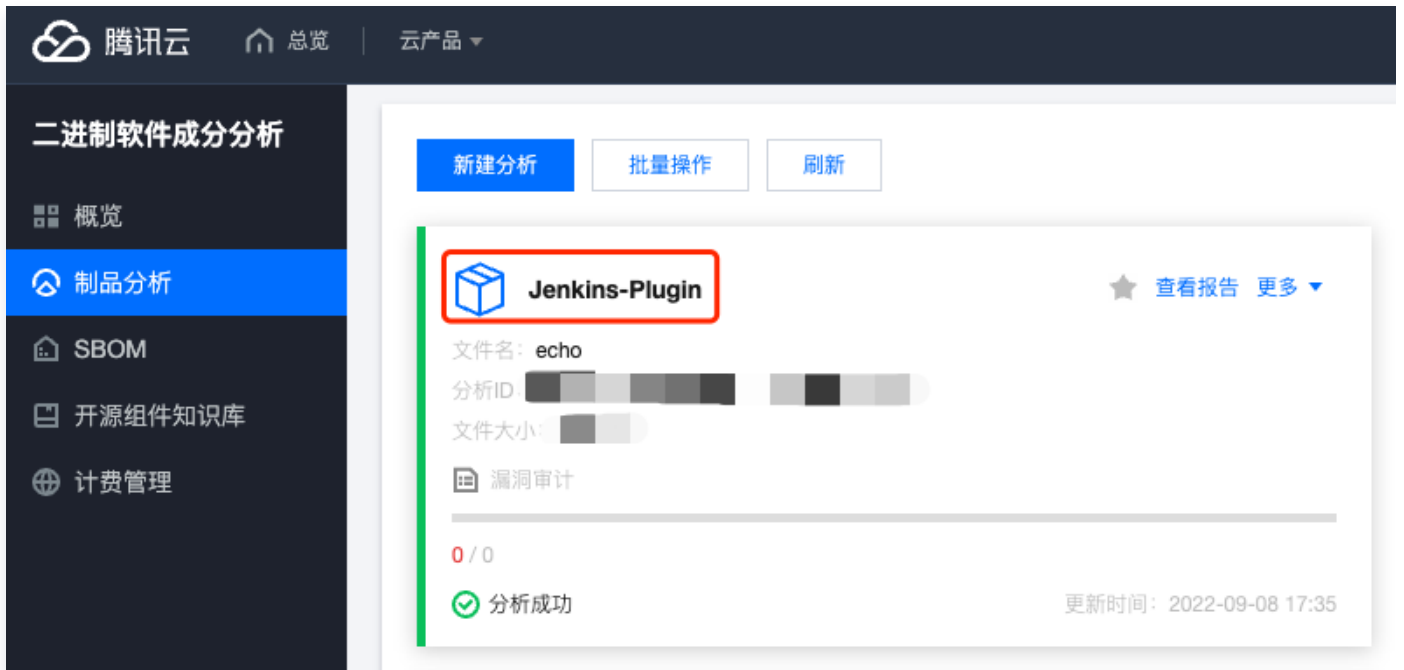 腾讯云 总览 云产品
二进制软件成分分析
概览
制品分析
SBOM
开源组件知识库
计费管理
新建分析 批量操作 刷新
Jenkins-Plugin 查看报告 更多
文件名: echo
分析ID:
文件大小:
漏洞审计
0 / 0
分析成功 更新时间: 2022-09-08 17:35